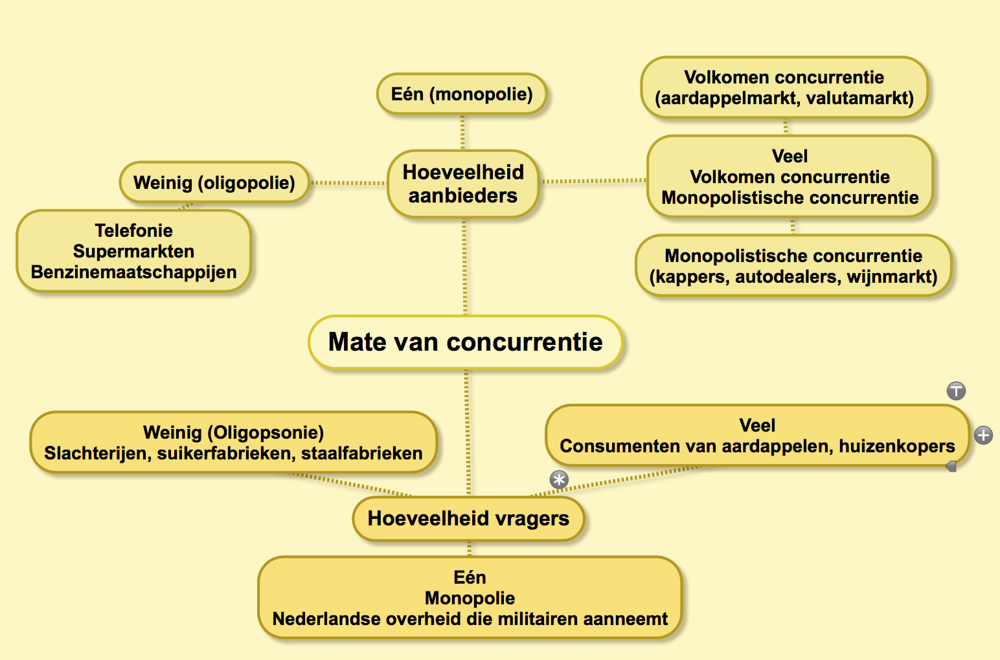 Eén (monopolie)
Volkomen concurrentie
(aardappelmarkt, valutamarkt)
Weinig (oligopolie)
Hoeveelheid
aanbieders
Veel
Volkomen concurrentie
Monopolistische concurrentie
Telefonie
Supermarkten
Benzinemaatschappijen
Monopolistische concurrentie
(kappers, autodealers, wijnmarkt)
Mate van concurrentie
Weinig (Oligopsonie)
Slachterijen, suikerfabrieken, staalfabrieken
Veel
Consumenten van aardappelen, huizenkopers
Hoeveelheid vragers
Eén
Monopolie
Nederlandse overheid die militairen aanneemt